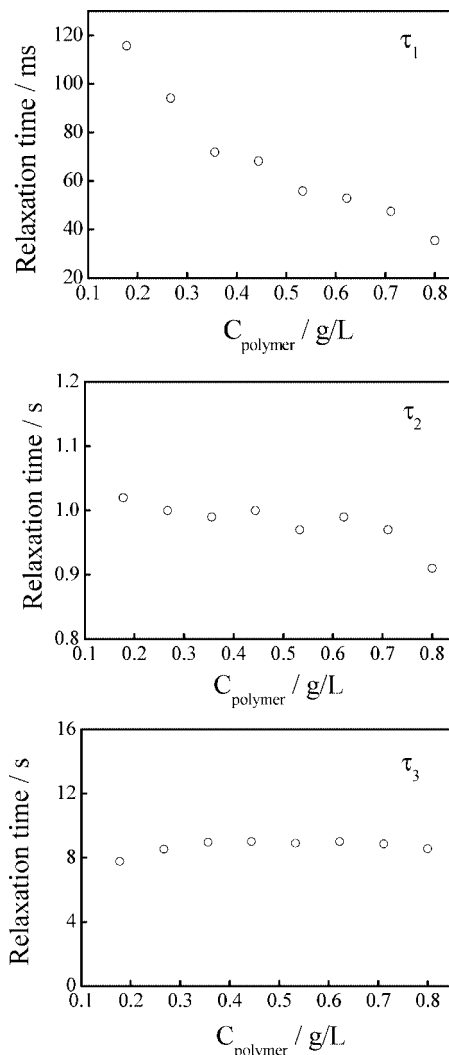 120
τ1
100
80
60
40
20
Relaxation time / ms
0.1 0.2 0.3 0.4 0.5 0.6 0.7 0.8
Cpolymer / g/L
1.2
τ2
1.1
1.0
0.9
0.8
Relaxation time / s
0.1 0.2 0.3 0.4 0.5 0.6 0.7 0.8
Cpolymer / g/L
16
τ3
12
8
4
0
Relaxation time / s
0.1 0.2 0.3 0.4 0.5 0.6 0.7 0.8
Cpolymer / g/L